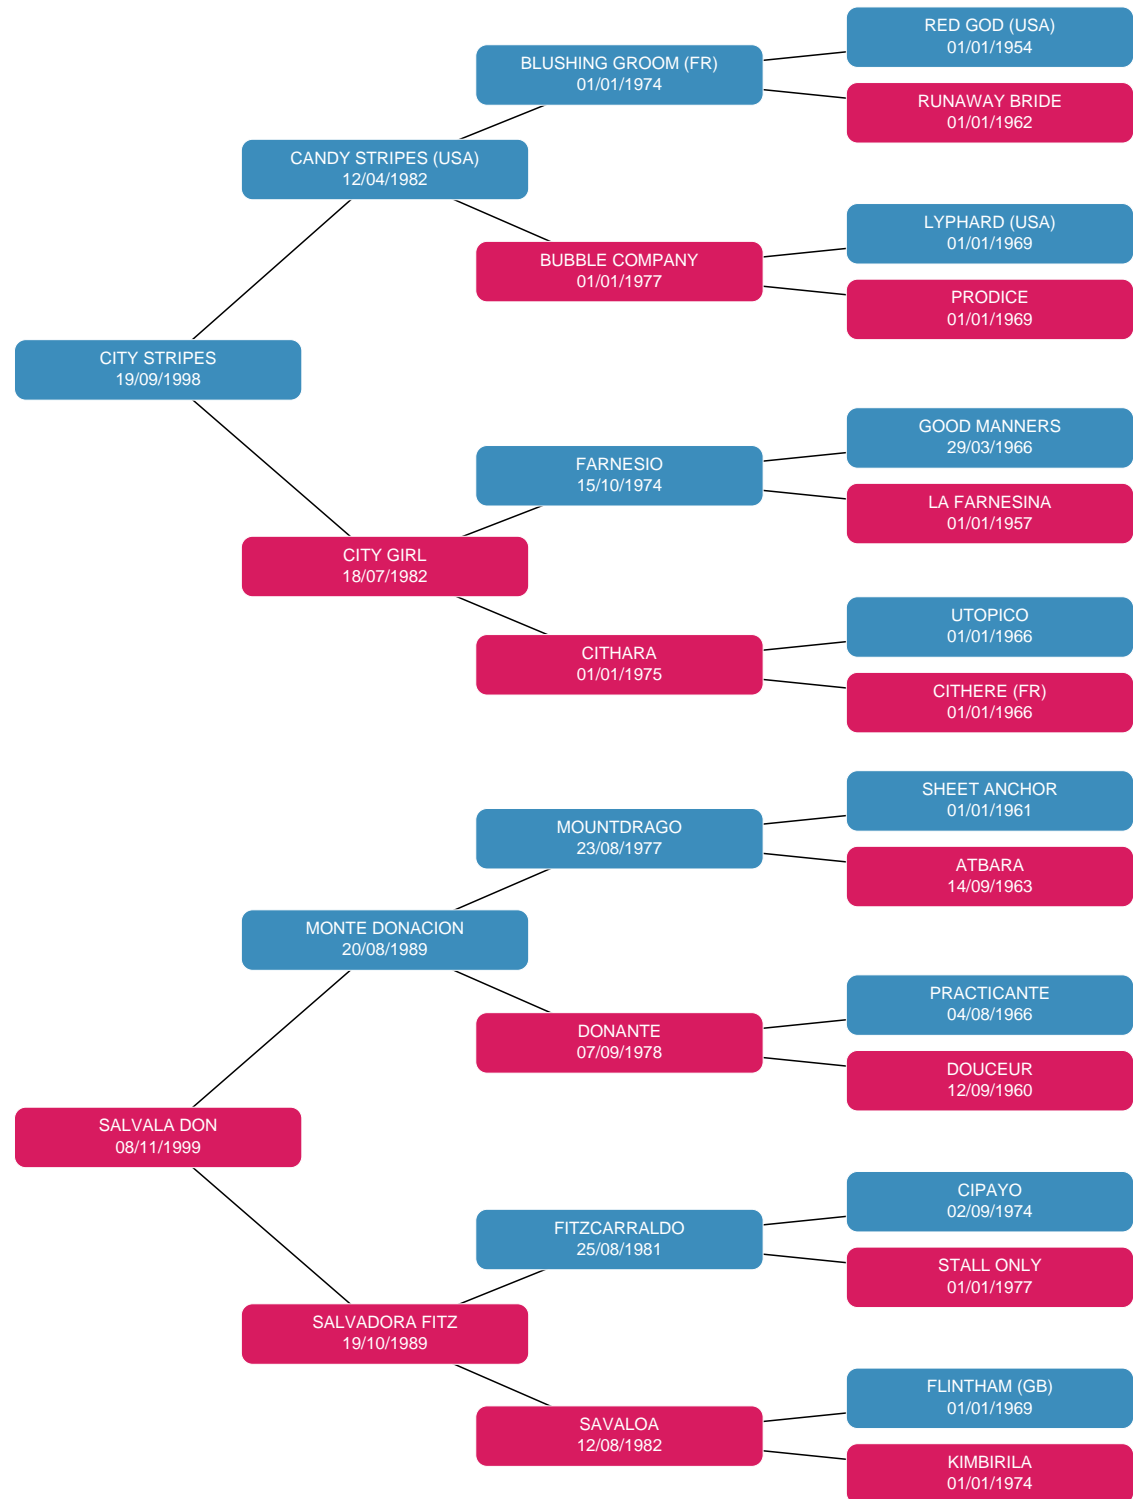 RED GOD (USA)
01/01/1954
BLUSHING GROOM (FR)
01/01/1974
RUNAWAY BRIDE
01/01/1962
CANDY STRIPES (USA)
12/04/1982
LYPHARD (USA)
01/01/1969
BUBBLE COMPANY
01/01/1977
PRODICE
01/01/1969
CITY STRIPES
19/09/1998
GOOD MANNERS
29/03/1966
FARNESIO
15/10/1974
LA FARNESINA
01/01/1957
CITY GIRL
18/07/1982
UTOPICO
01/01/1966
CITHARA
01/01/1975
CITHERE (FR)
01/01/1966
SHEET ANCHOR
01/01/1961
MOUNTDRAGO
23/08/1977
ATBARA
14/09/1963
MONTE DONACION
20/08/1989
PRACTICANTE
04/08/1966
DONANTE
07/09/1978
DOUCEUR
12/09/1960
SALVALA DON
08/11/1999
CIPAYO
02/09/1974
FITZCARRALDO
25/08/1981
STALL ONLY
01/01/1977
SALVADORA FITZ
19/10/1989
FLINTHAM (GB)
01/01/1969
SAVALOA
12/08/1982
KIMBIRILA
01/01/1974